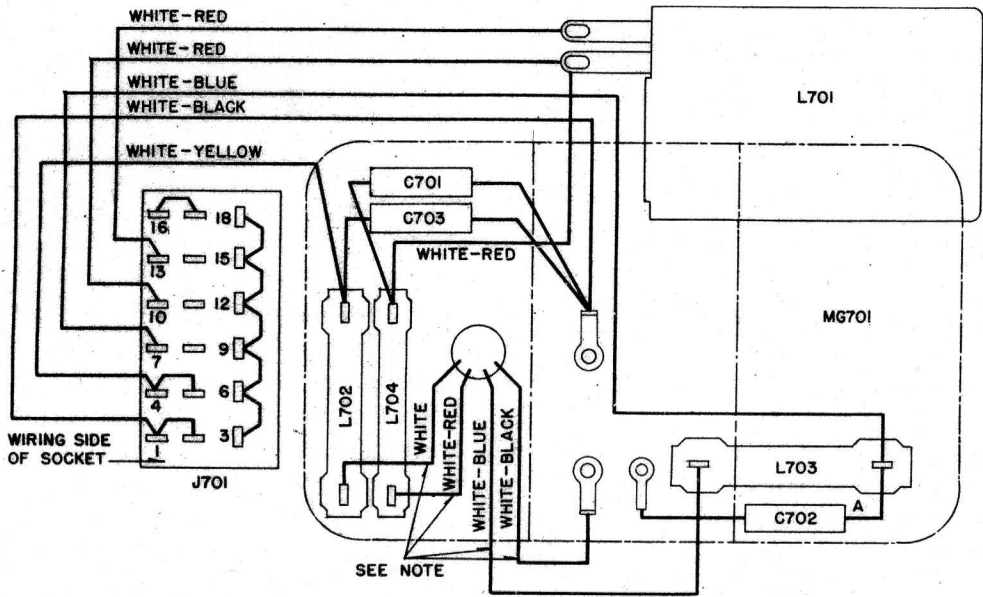 WHITE-RED
WHITE-RED
WHITE-BLUE
WHITE-BLACK
WHITE-YELLOW
L701
C701
C703
WHITE-RED
16 18
13 15
10 12
7 9
4 6
1 3
WIRING SIDE
OF SOCKET
J701
MG701
L702
L704
WHITE
WHITE-RED
WHITE-BLUE
WHITE-BLACK
L703
A
C702
SEE NOTE